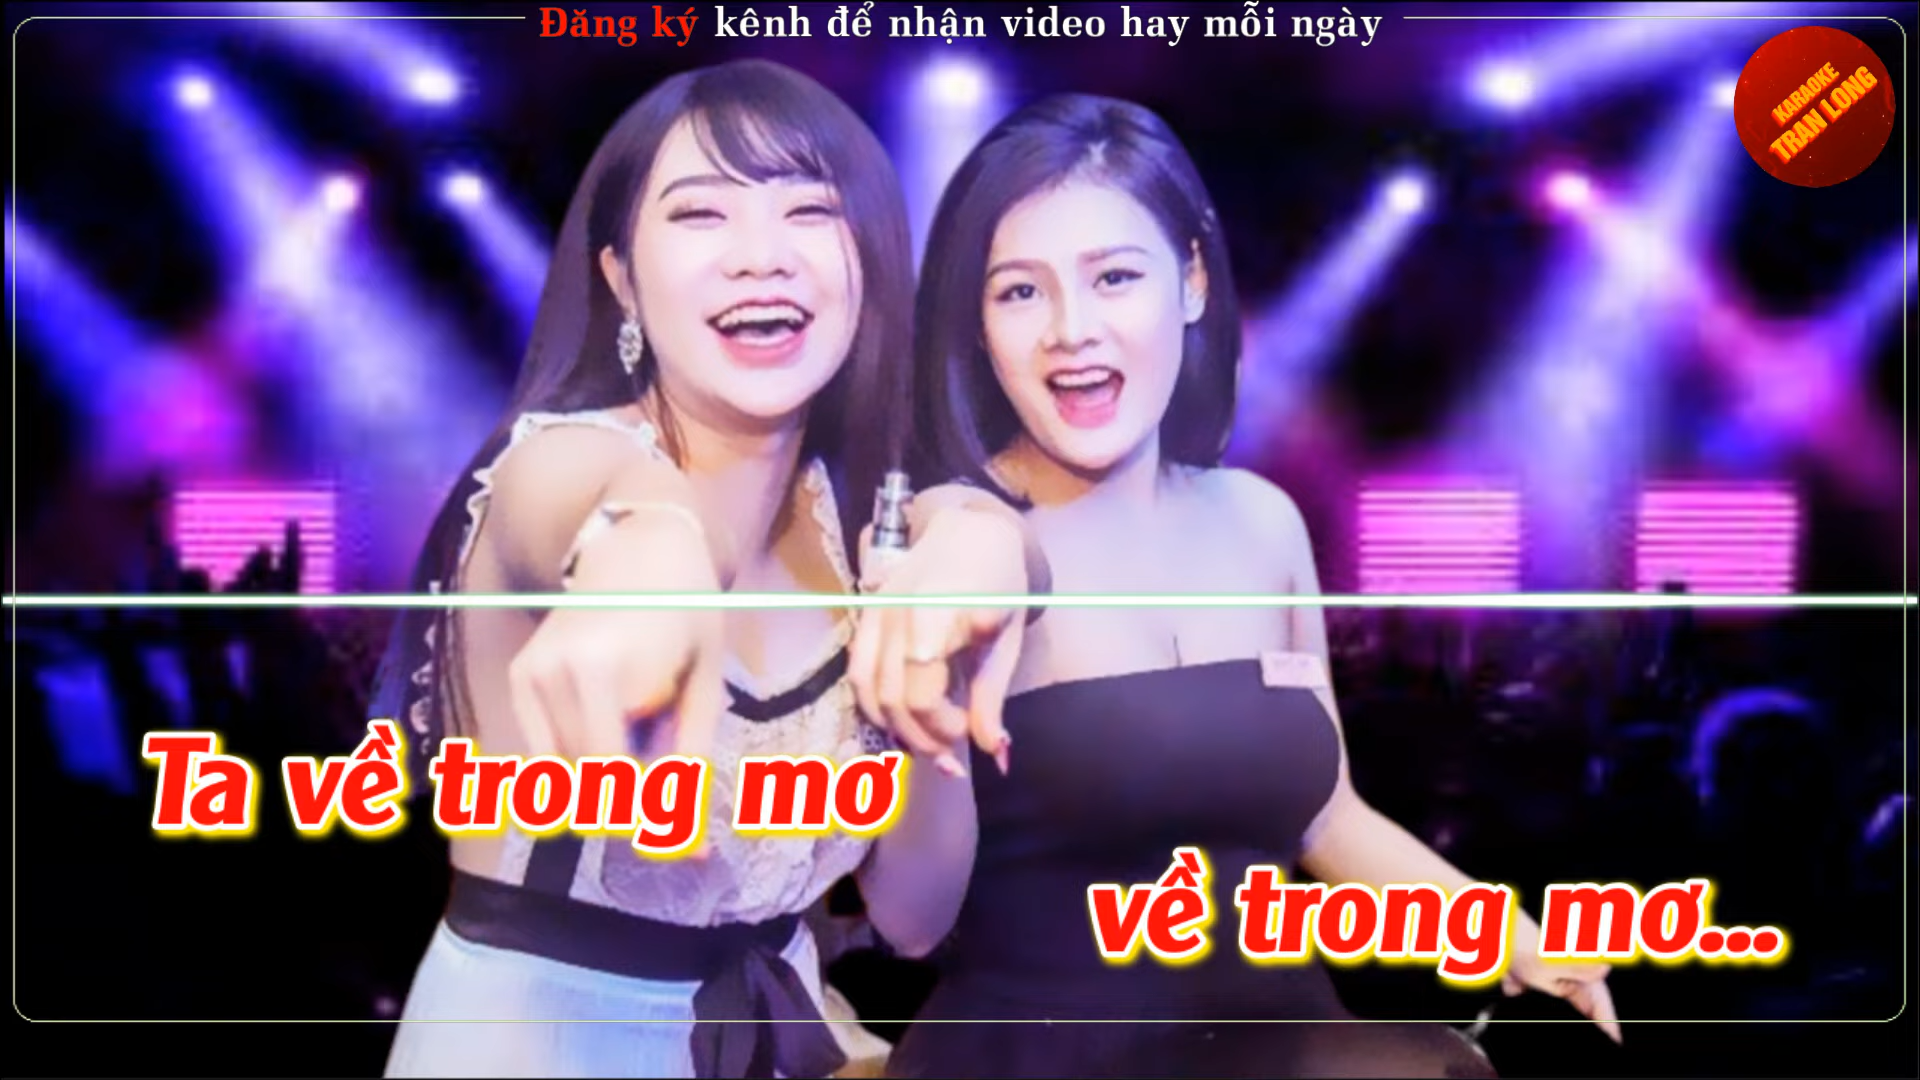 Đăng ký kênh để nhận video hay mỗi ngày
KARAOKE
TRAN LONG
Ta về trong mơ
về trong mơ...